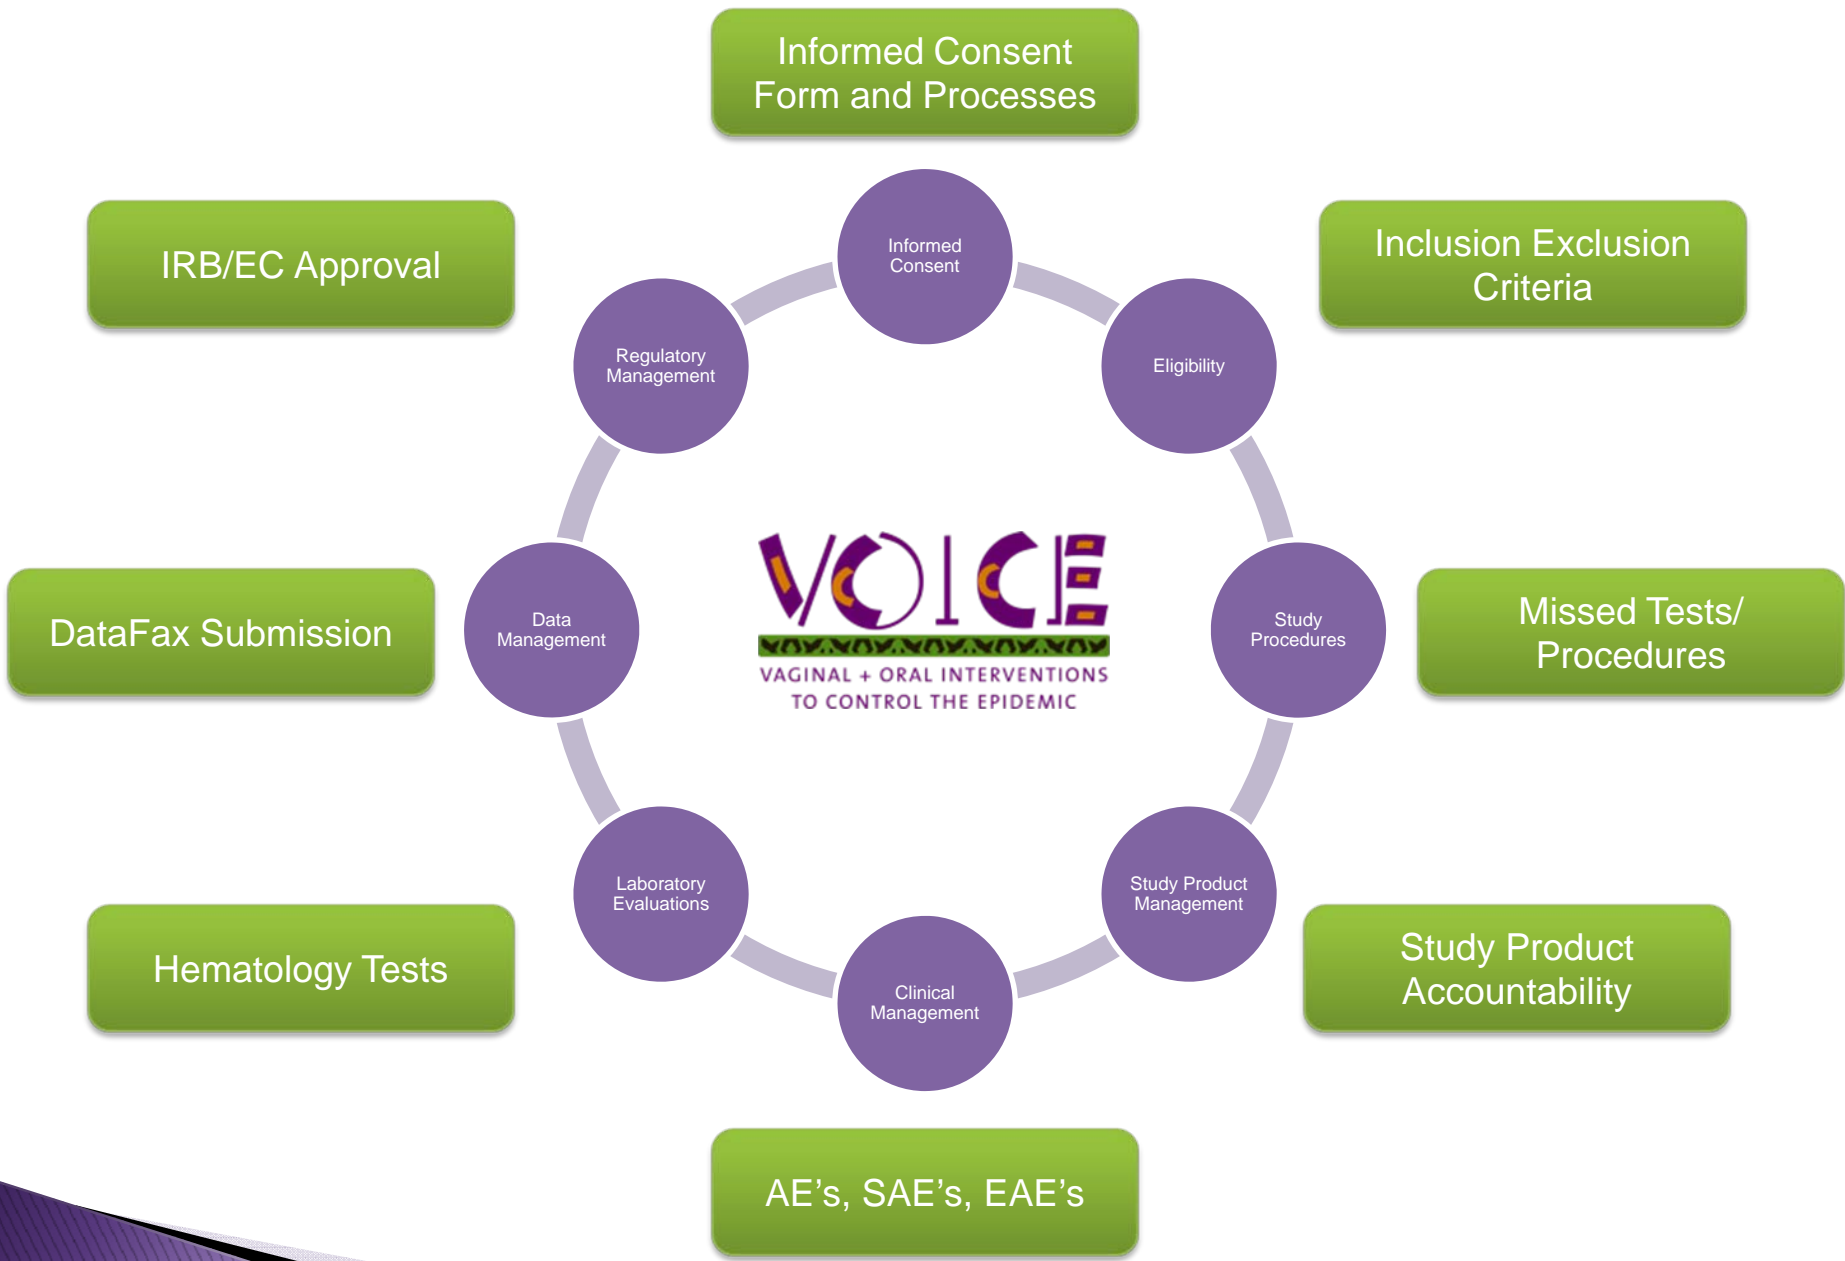 Informed Consent
Form and Processes
IRB/EC Approval
Inclusion Exclusion
Criteria
Informed
Consent
Regulatory
Management
Eligibility
VOICE
VAGINAL + ORAL INTERVENTIONS
TO CONTROL THE EPIDEMIC
DataFax Submission
Data
Management
Study
Procedures
Missed Tests/
Procedures
Laboratory
Evaluations
Study Product
Management
Hematology Tests
Study Product
Accountability
Clinical
Management
AE's, SAE's, EAE's